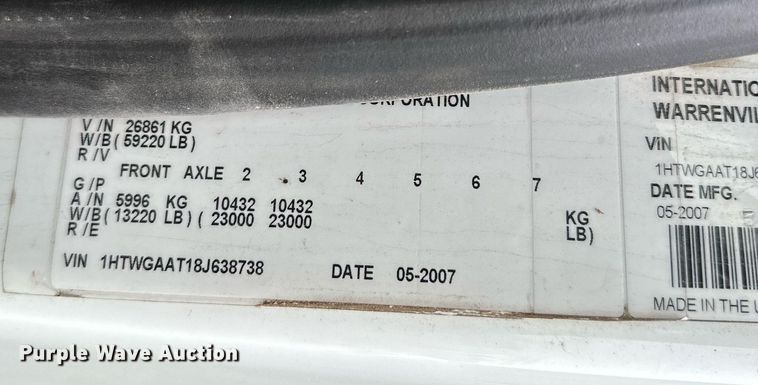 CORPORATION
V/N 26861 KG
W/B( 59220 LB)
R/V
FRONT AXLE 2 3 4 5 6 7
G/P
A/N 5996 KG 10432 10432 KG
W/B( 13220 LB) ( 23000 23000 LB)
R/E
VIN 1HTWGAAT18J638738 DATE 05-2007
INTERNATIO
WARRENVIL
VIN
1HTWGAAT18J6
DATE MFG.
05-2007
MADE IN THE U
Purple Wave Auction